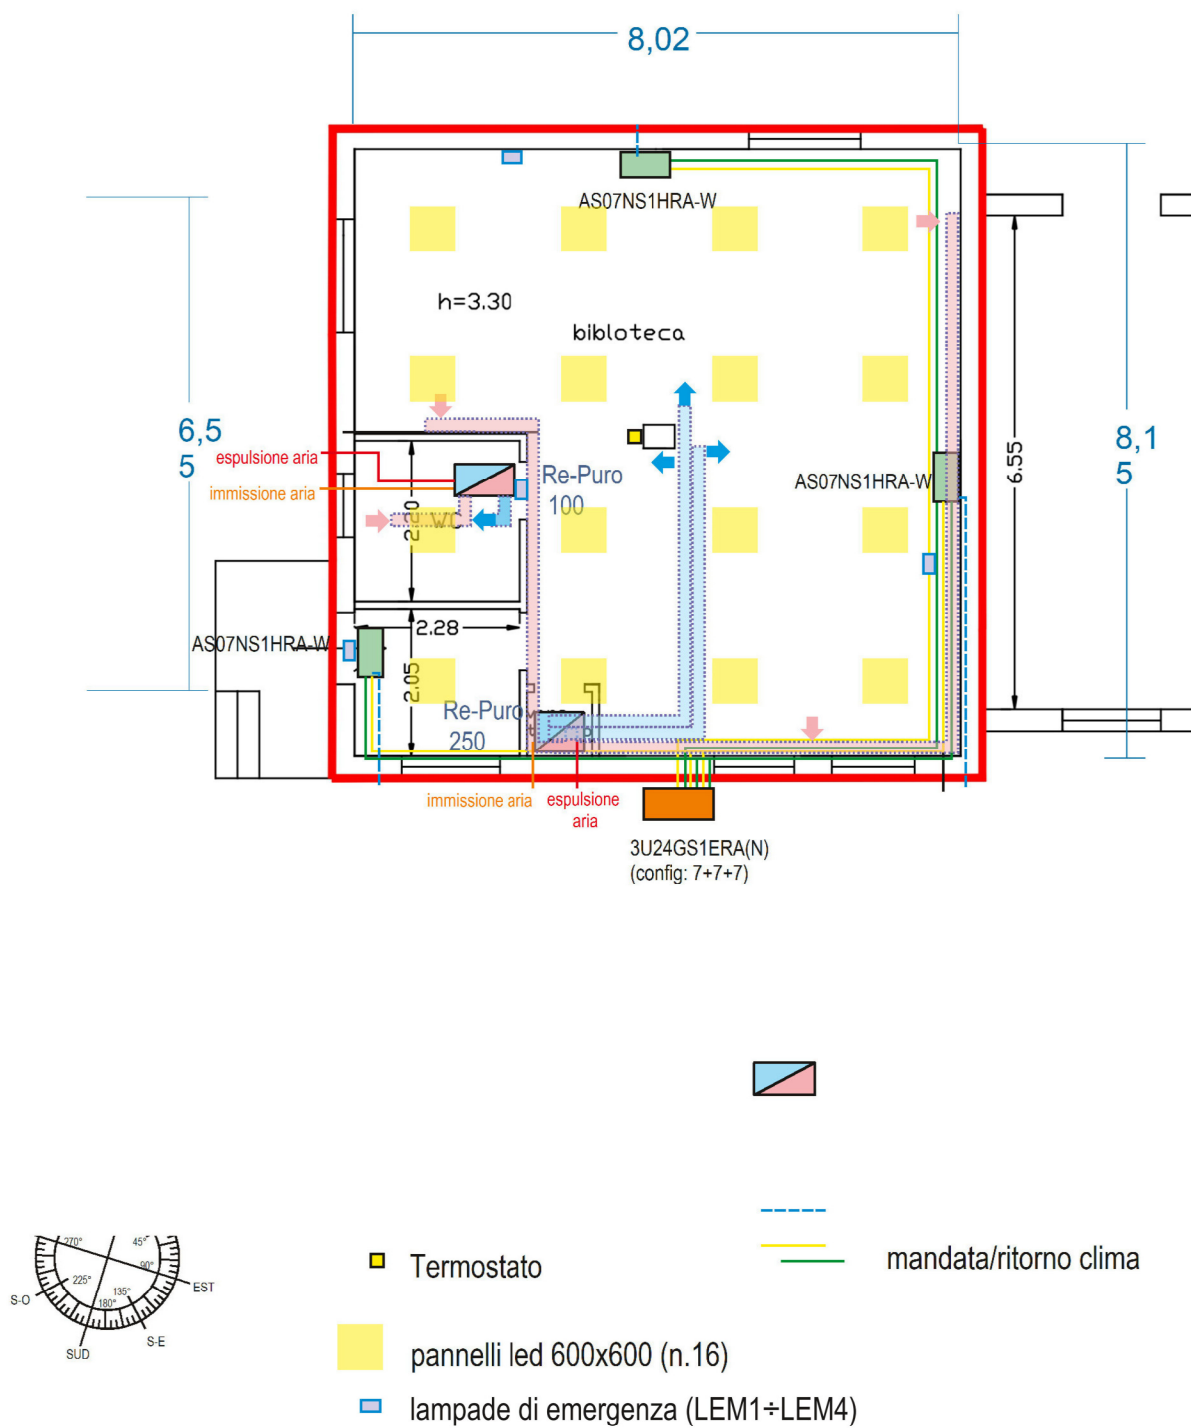 8,02
AS07NS1HRA-W
h=3.30
bibloteca
6,5
5
8,1
5
6.55
espulsione aria
immissione aria
Re-Puro
100
AS07NS1HRA-W
2.20
WC
AS07NS1HRA-W
2.28
2.05
Re-Puro
250
immissione aria
espulsione
aria
3U24GS1ERA(N)
(config: 7+7+7)
270°
45°
90°
225°
135°
180°
EST
S-O
S-E
SUD
Termostato
mandata/ritorno clima
pannelli led 600x600 (n.16)
lampade di emergenza (LEM1÷LEM4)